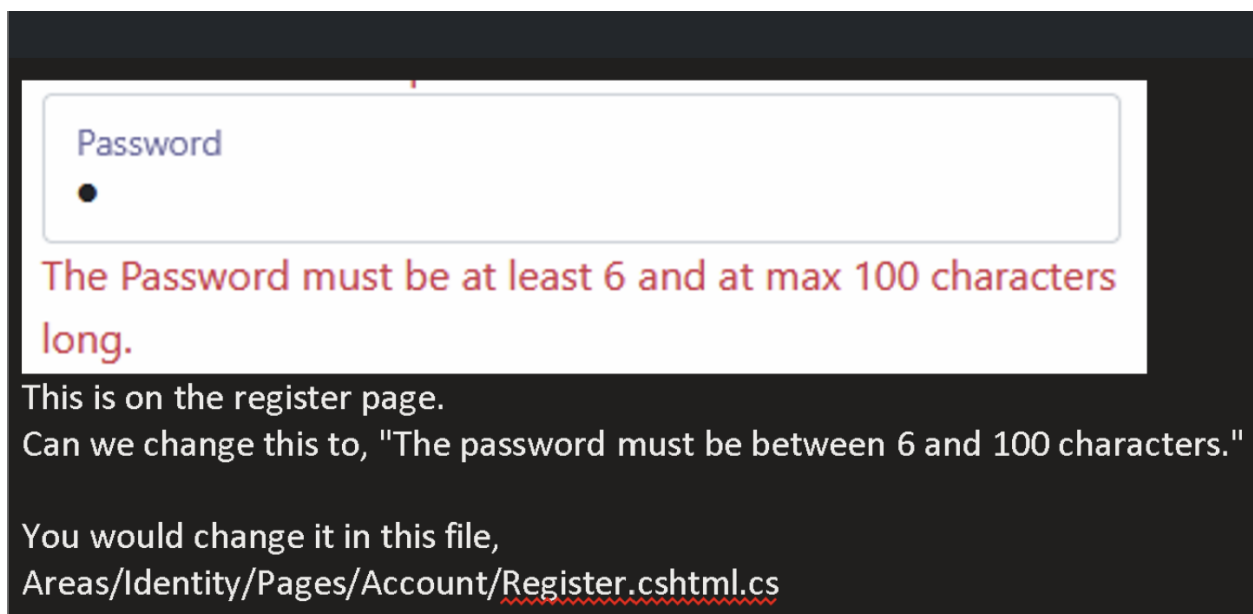 Password
The Password must be at least 6 and at max 100 characters
long.
This is on the register page.
Can we change this to, "The password must be between 6 and 100 characters."
You would change it in this file,
Areas/Identity/Pages/Account/Register.cshtml.cs